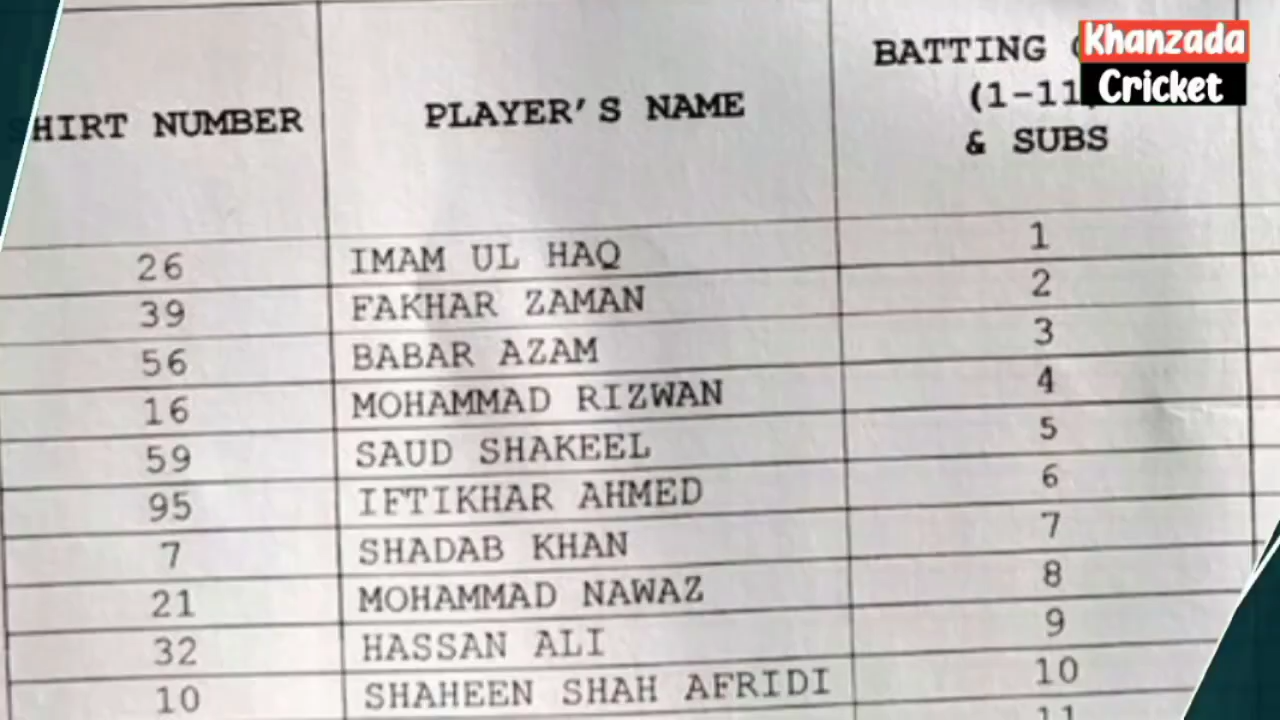 HIRT NUMBER PLAYER'S NAME BATTING
(1-11
& SUBS
Khanzada
Cricket
26 IMAM UL HAQ 1
39 FAKHAR ZAMAN 2
56 BABAR AZAM 3
16 MOHAMMAD RIZWAN 4
59 SAUD SHAKEEL 5
95 IFTIKHAR AHMED 6
7 SHADAB KHAN 7
21 MOHAMMAD NAWAZ 8
32 HASSAN ALI 9
10 SHAHEEN SHAH AFRIDI 10
11